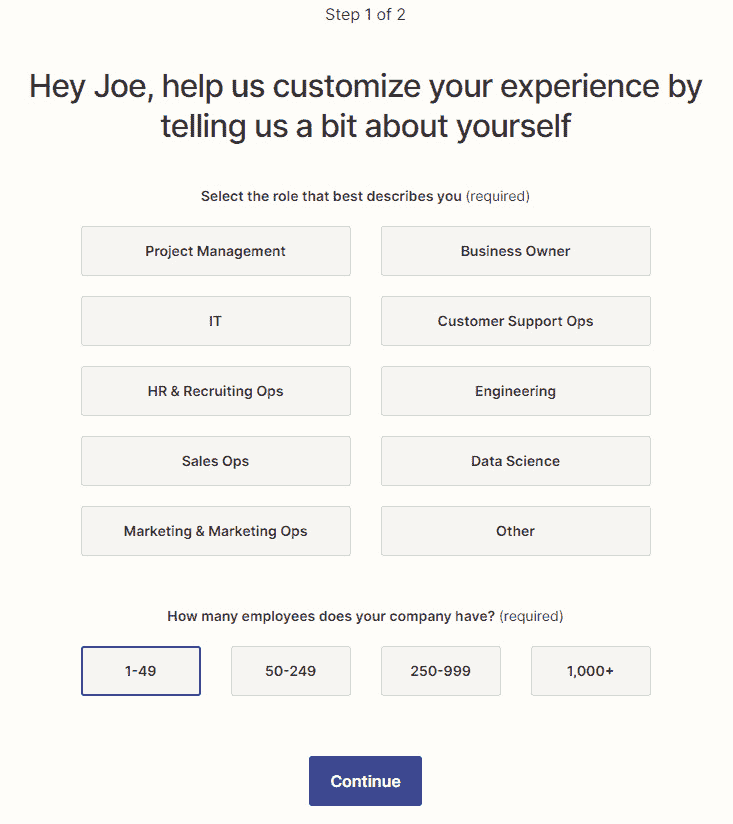 Step 1 of 2
Hey Joe, help us customize your experience by
telling us a bit about yourself
Select the role that best describes you (required)
Project Management
Business Owner
IT
Customer Support Ops
HR & Recruiting Ops
Engineering
Sales Ops
Data Science
Marketing & Marketing Ops
Other
How many employees does your company have? (required)
1-49
50-249
250-999
1,000+
Continue